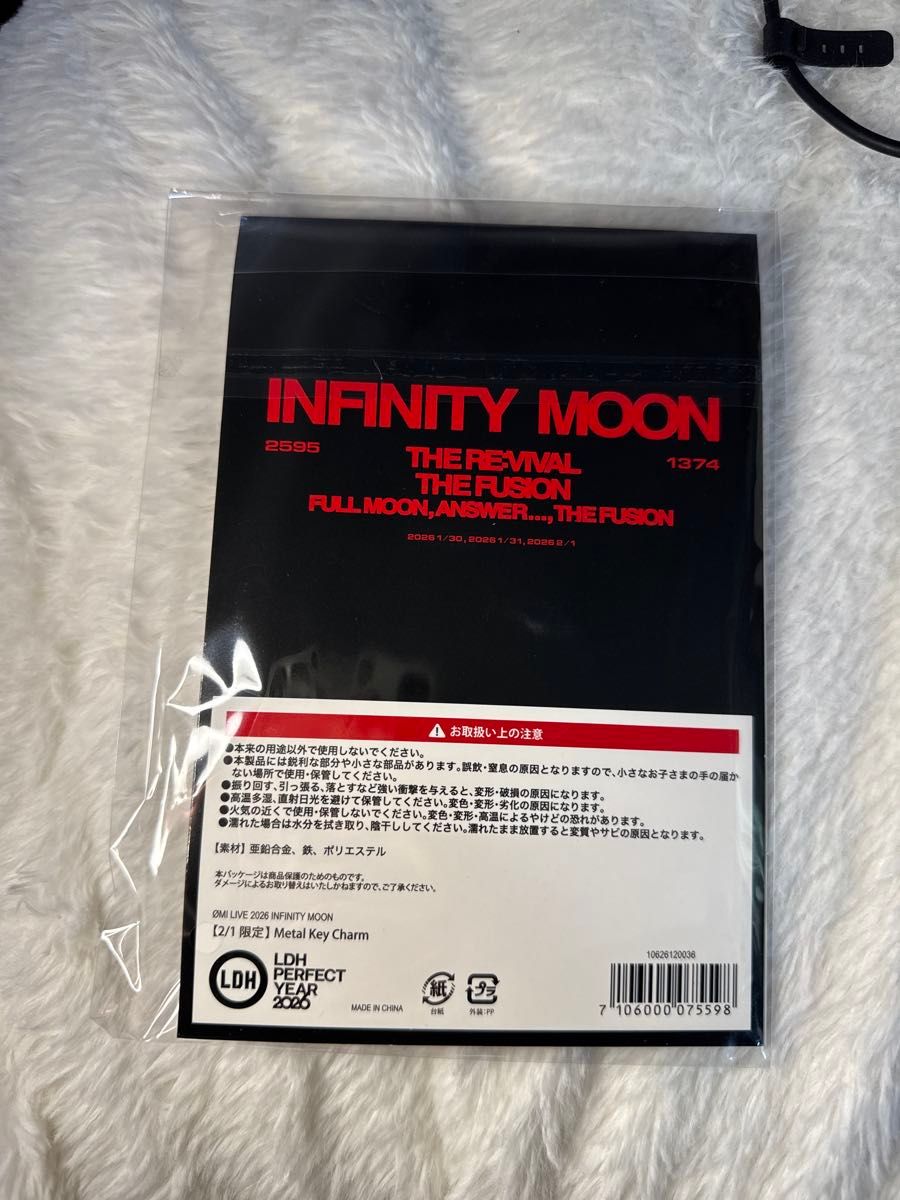 INFINITY MOON
2595
1374
THE RE:VIVAL
THE FUSION
FULL MOON, ANSWER..., THE FUSION
2026 1/30, 2026 1/31, 2026 2/1
お取扱い上の注意
●本来の用途以外で使用しないでください。
●本製品には鋭利な部分や小さな部品があります。誤飲・窒息の原因となりますので、小さなお子さまの手の届か
ない場所で使用・保管してください。
●振り回す、引っ張る、落とすなど強い衝撃を与えると、変形・破損の原因になります。
●高温多湿、直射日光を避けて保管してください。変色・変形・劣化の原因になります。
●火気の近くで使用・保管しないでください。変色・変形・高温によるやけどの恐れがあります。
●濡れた場合は水分を拭き取り、陰干ししてください。濡れたまま放置すると変質やサビの原因となります。
【素材】亜鉛合金、鉄、ポリエステル
本パッケージは商品保護のためのものです。
ダメージによるお取り替えはいたしかねますので、ご了承ください。
ØMI LIVE 2026 INFINITY MOON
【2/1 限定】Metal Key Charm
LDH
LDH
PERFECT
YEAR
2026
MADE IN CHINA
紙
台紙
プラ
外装:PP
10626120036
7 106000 075598